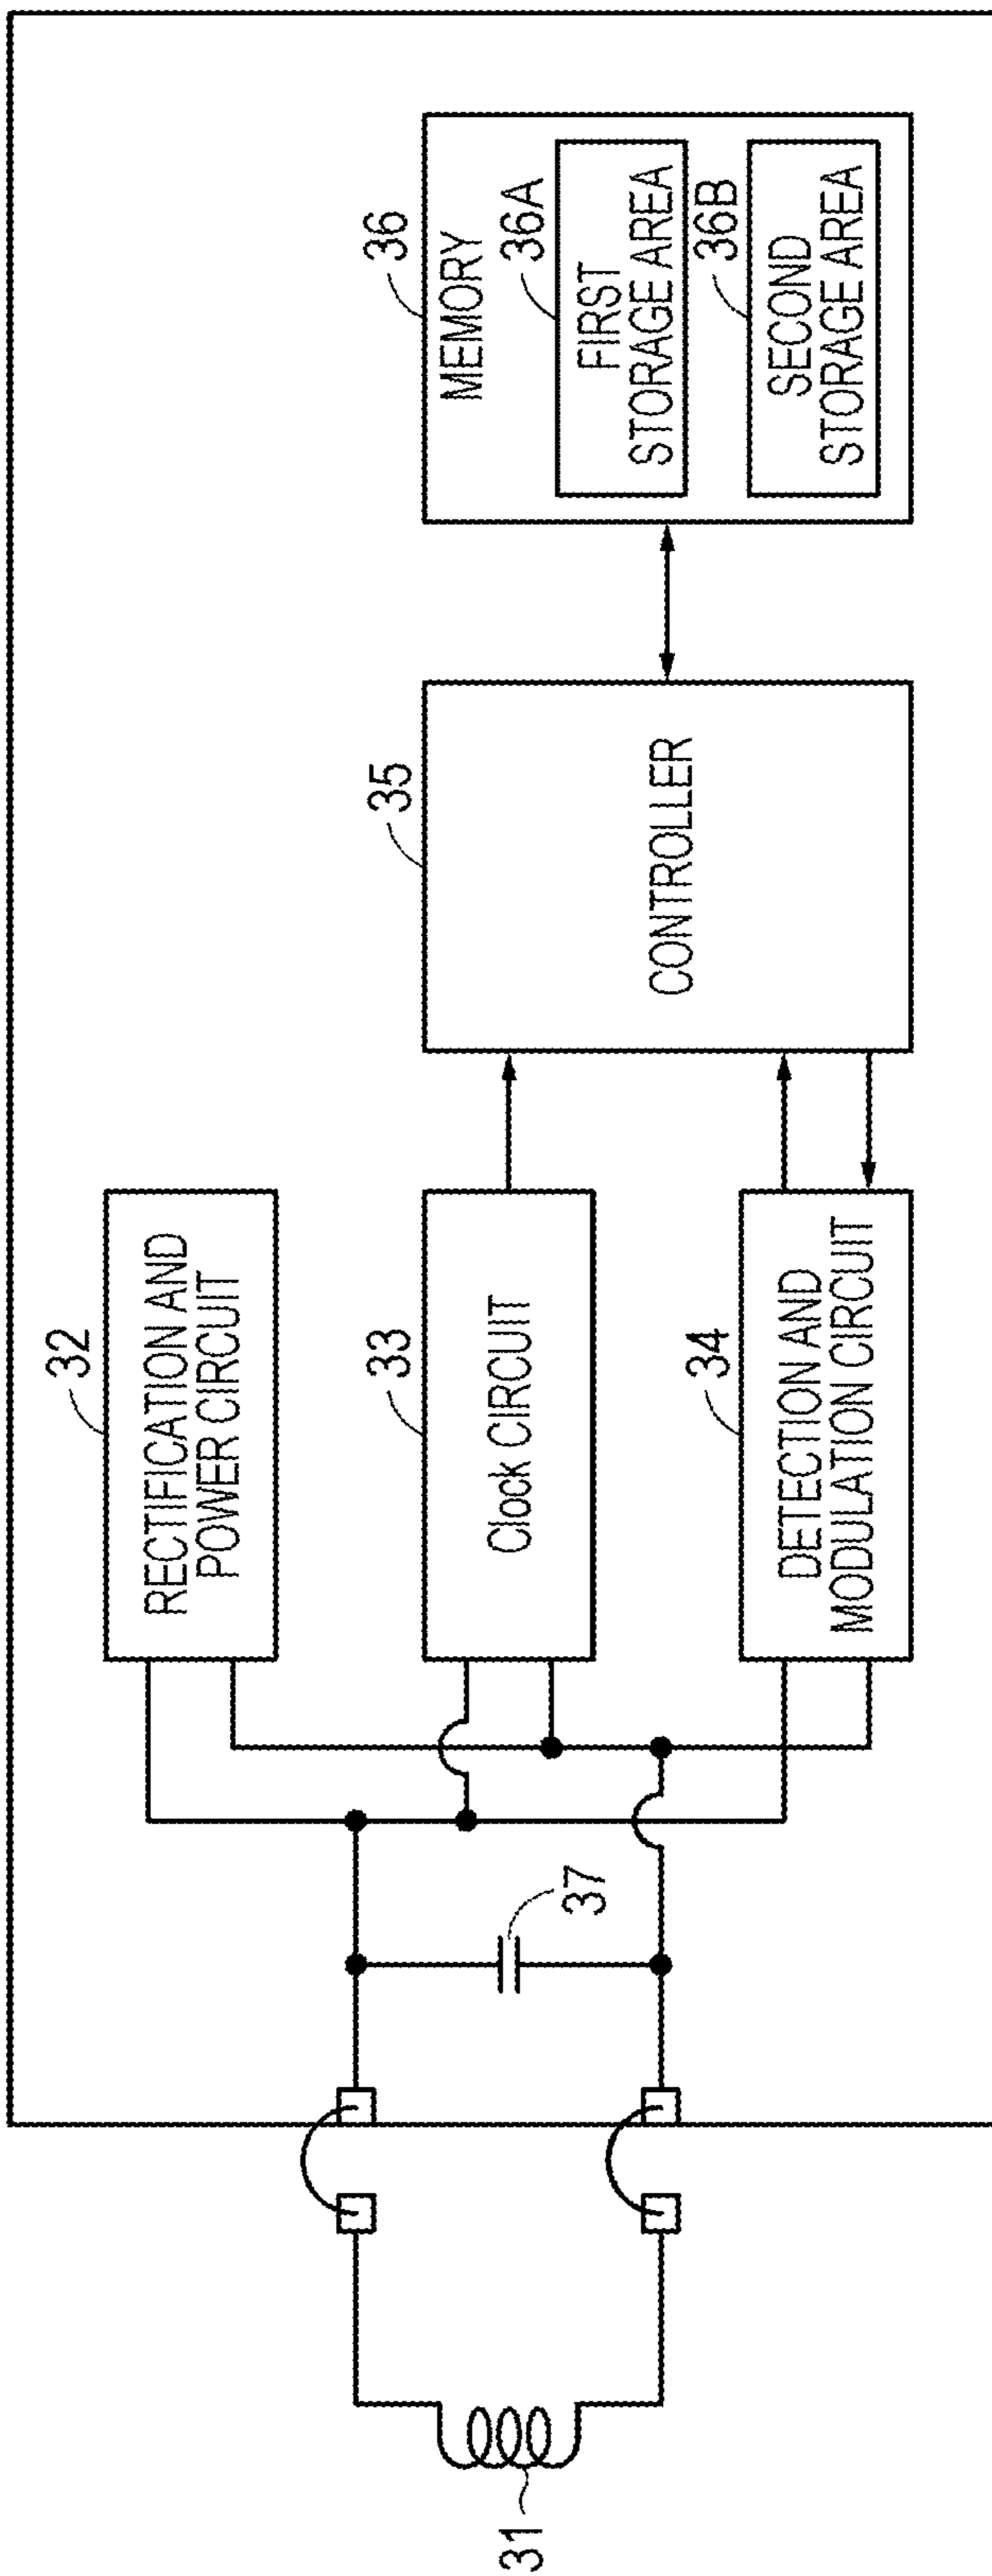 31
37
32
RECTIFICATION AND
POWER CIRCUIT
33
Clock CIRCUIT
34
DETECTION AND
MODULATION CIRCUIT
35
CONTROLLER
36
MEMORY
36A
FIRST
STORAGE AREA
36B
SECOND
STORAGE AREA